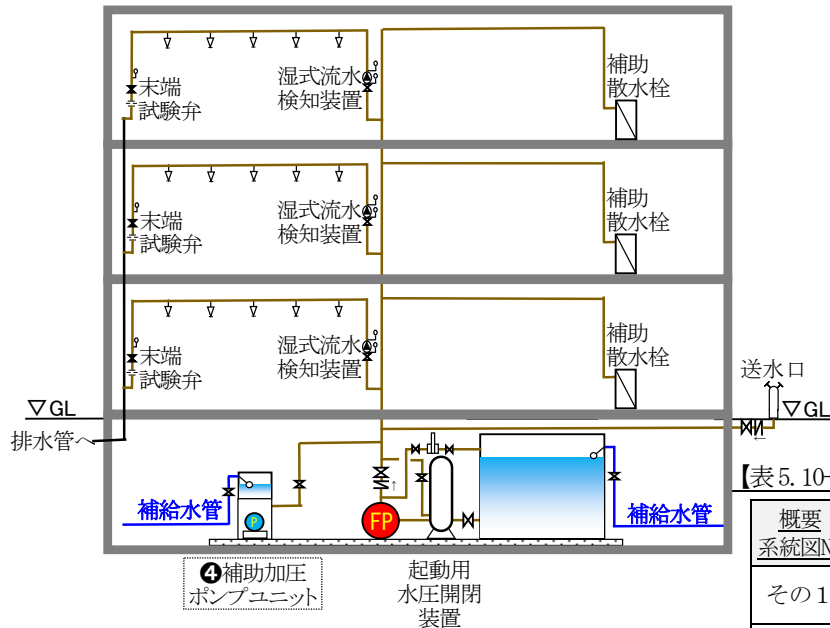 末端
試験弁
湿式流水
検知装置
補助
散水栓
末端
試験弁
湿式流水
検知装置
補助
散水栓
末端
試験弁
湿式流水
検知装置
補助
散水栓
送水口
▽GL
▽GL
排水管へ
↑
←
補給水管
P
FP
補給水管
❹補助加圧
ポンプユニット
起動用
水圧開閉
装置
【表5.10-
概要
系統図N
その1